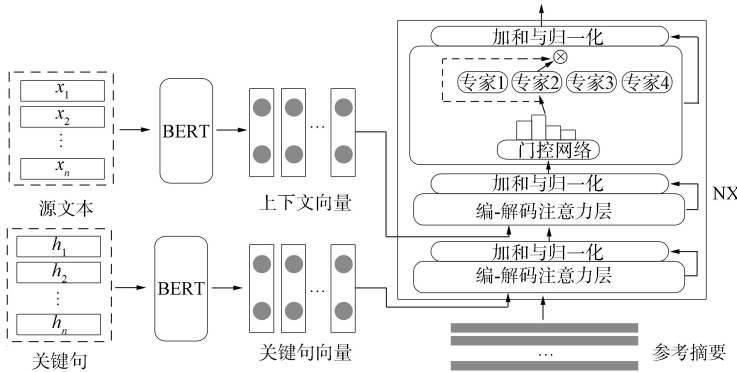 x₁
x₂
⋮
xₙ
源文本
BERT
...
上下文向量
h₁
h₂
⋮
hₙ
关键句
BERT
...
关键句向量
加和与归一化
⊗
专家1 专家2 专家3 专家4
门控网络
加和与归一化
编-解码注意力层
加和与归一化
编-解码注意力层
NX
...
参考摘要